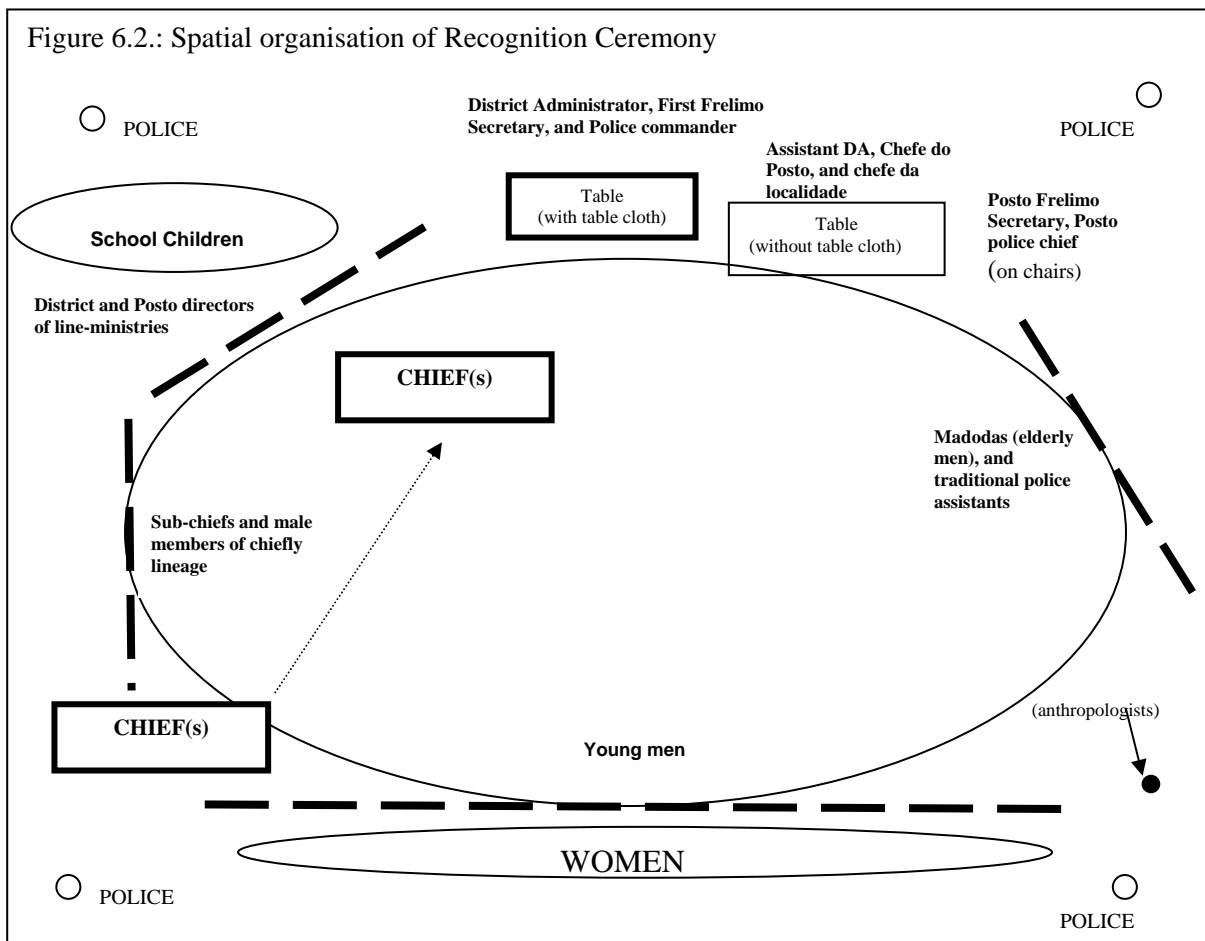 Figure 6.2.: Spatial organisation of Recognition Ceremony
POLICE
District Administrator, First Frelimo
Secretary, and Police commander
POLICE
Assistant DA, Chefe do
Posto, and chefe da
localidade
Table
(with table cloth)
Table
(without table cloth)
Posto Frelimo
Secretary, Posto
police chief
(on chairs)
School Children
District and Posto directors
of line-ministries
CHIEF(s)
Madodas (elderly
men), and
traditional police
assistants
Sub-chiefs and male
members of chiefly
lineage
CHIEF(s)
(anthropologists)
Young men
WOMEN
POLICE
POLICE